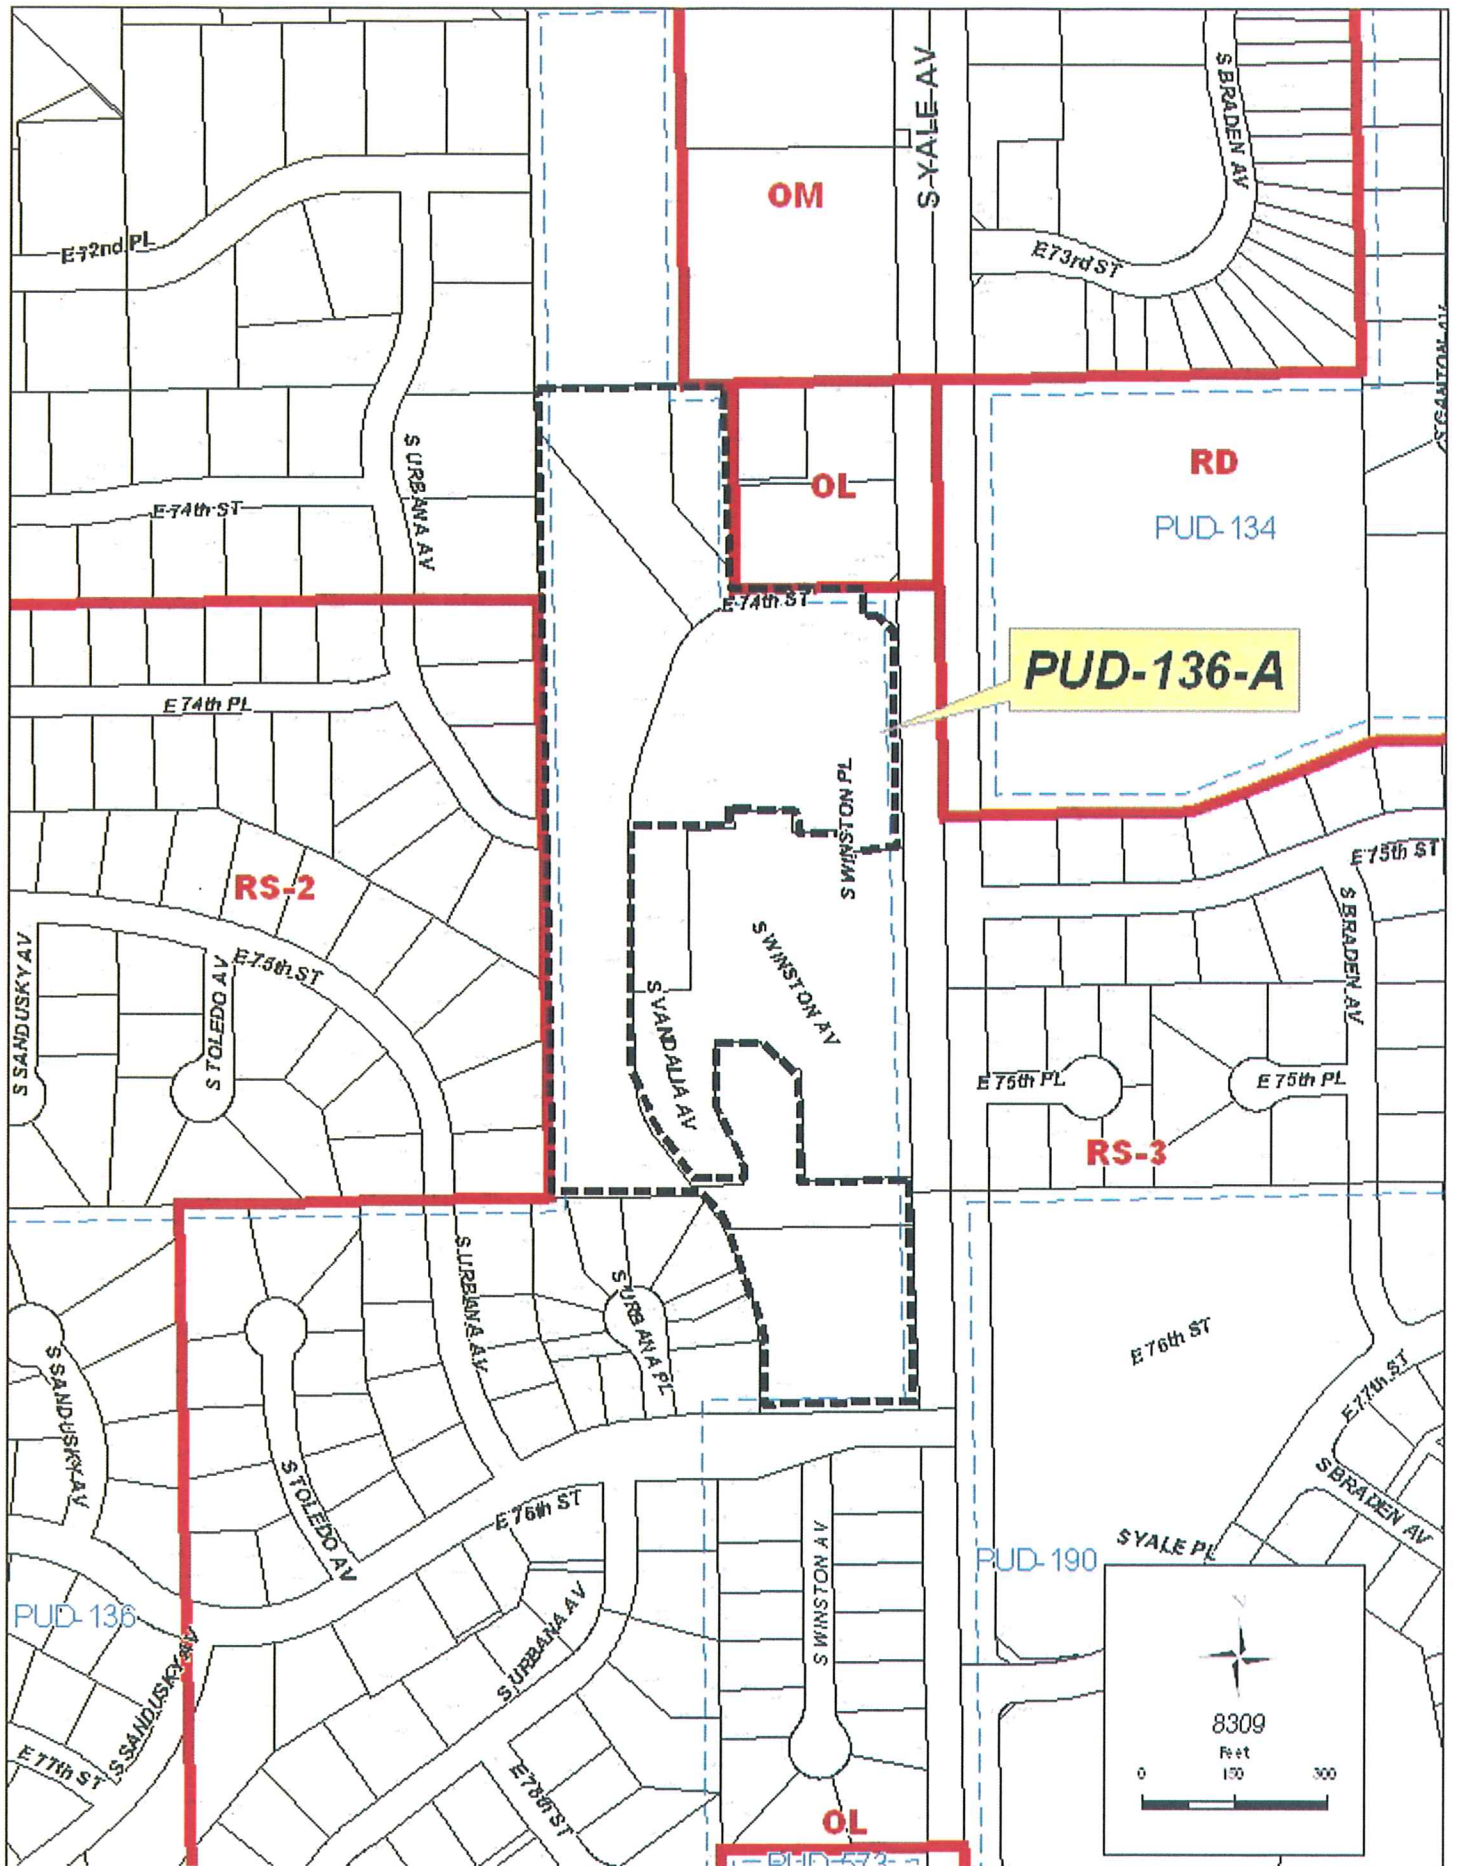 S YALE AV
S BRADEN AV
OM
E 72nd PL
E 73rd ST
S CANTON AV
S URBANA AV
RD
OL
E 74th ST
PUD-134
E 74th ST
PUD-136-A
E 74th PL
S WINSTON PL
E 75th ST
RS-2
S BRADEN AV
S SANDUSKY AV
S TOLEDO AV
E 75th ST
S WINSTON AV
S VANDALIA AV
E 75th PL
E 75th PL
RS-3
S URBANA AV
S URBANA PL
E 76th ST
S SANDUSKY AV
E 77th ST
S TOLEDO AV
E 76th ST
S BRADEN AV
S WINSTON AV
S YALE PL
PUD-190
PUD-136
S URBANA AV
S SANDUSKY AV
E 77th ST
E 78th ST
8309
Feet
0 150 300
OL
PUD-573